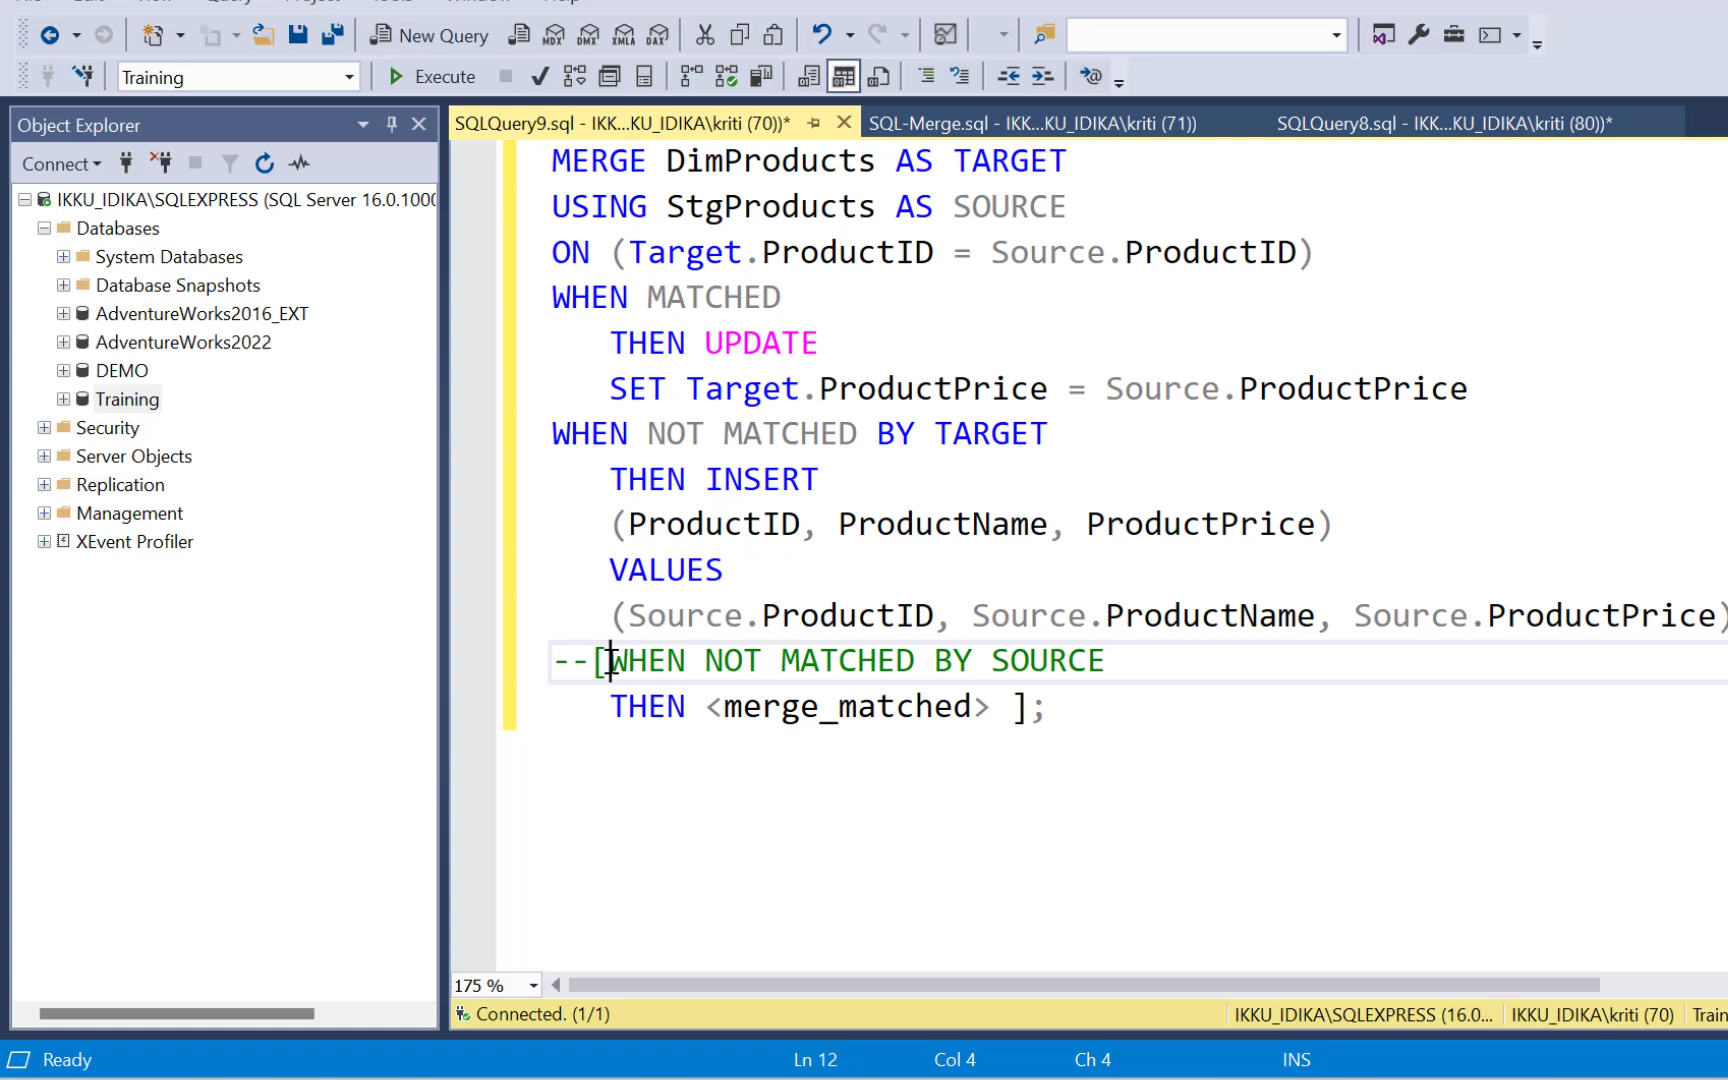 New Query
Training
Execute
Object Explorer
SQLQuery9.sql - IKK...KU_IDIKA\kriti (70))*
SQL-Merge.sql - IKK...KU_IDIKA\kriti (71))
SQLQuery8.sql - IKK...KU_IDIKA\kriti (80))*
Connect
IKKU_IDIKA\SQLEXPRESS (SQL Server 16.0.100
Databases
System Databases
Database Snapshots
AdventureWorks2016_EXT
AdventureWorks2022
DEMO
Training
Security
Server Objects
Replication
Management
XEvent Profiler
MERGE DimProducts AS TARGET
USING StgProducts AS SOURCE
ON (Target.ProductID = Source.ProductID)
WHEN MATCHED
THEN UPDATE
SET Target.ProductPrice = Source.ProductPrice
WHEN NOT MATCHED BY TARGET
THEN INSERT
(ProductID, ProductName, ProductPrice)
VALUES
(Source.ProductID, Source.ProductName, Source.ProductPrice)
--[WHEN NOT MATCHED BY SOURCE
THEN <merge_matched> ];
175 %
Connected. (1/1)
IKKU_IDIKA\SQLEXPRESS (16.0...
IKKU_IDIKA\kriti (70)
Train
Ready
Ln 12
Col 4
Ch 4
INS